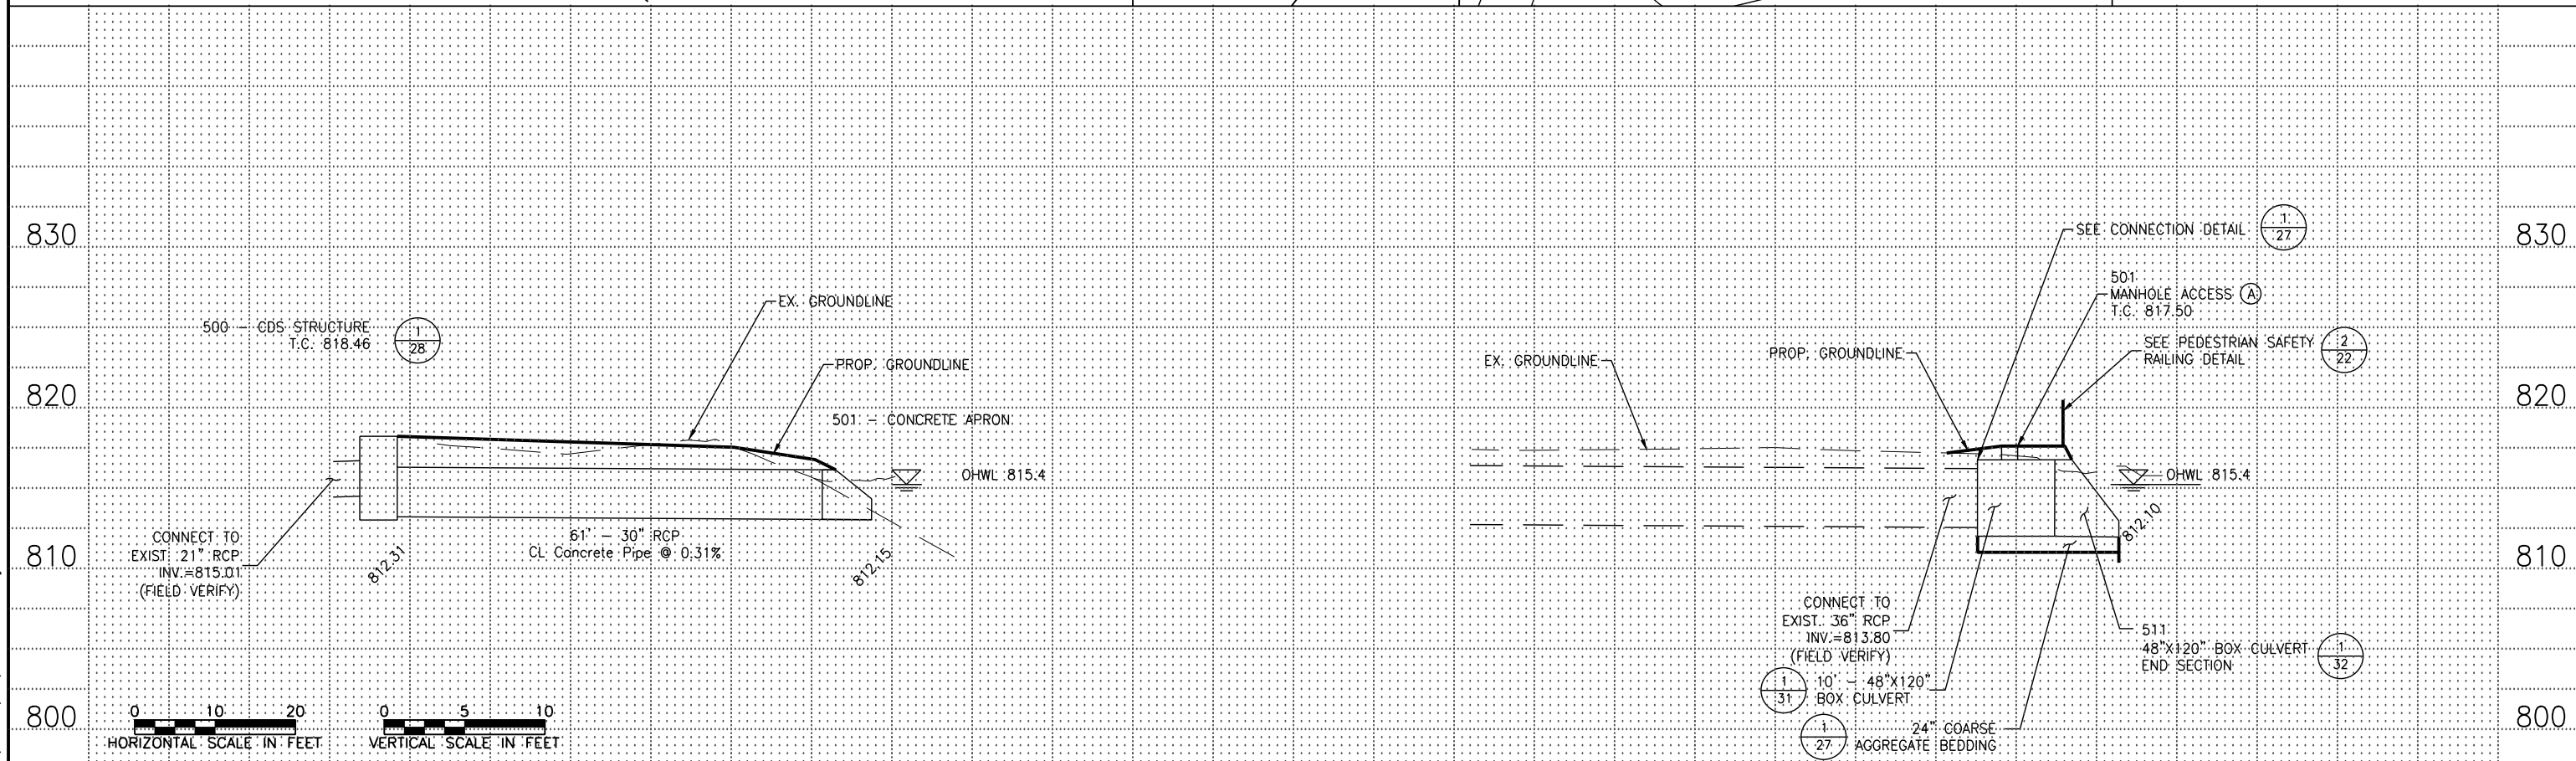 830
820
810
800
500 - CDS STRUCTURE
T.C. 818.46
1
28
EX. GROUNDLINE
PROP. GROUNDLINE
501 - CONCRETE APRON
OHWL 815.4
CONNECT TO
EXIST. 21" RCP
INV.=815.01
(FIELD VERIFY)
812.31
61' - 30" RCP
CL Concrete Pipe @ 0.31%
812.15
0 10 20
HORIZONTAL SCALE IN FEET
0 5 10
VERTICAL SCALE IN FEET
EX. GROUNDLINE
PROP. GROUNDLINE
SEE CONNECTION DETAIL
1
27
501
MANHOLE ACCESS A
T.C. 817.50
SEE PEDESTRIAN SAFETY
RAILING DETAIL
2
22
OHWL 815.4
812.10
CONNECT TO
EXIST. 36" RCP
INV.=813.80
(FIELD VERIFY)
1
31
10' - 48"X120"
BOX CULVERT
1
27
24" COARSE
AGGREGATE BEDDING
511
48"X120" BOX CULVERT
END SECTION
1
32
830
820
810
800